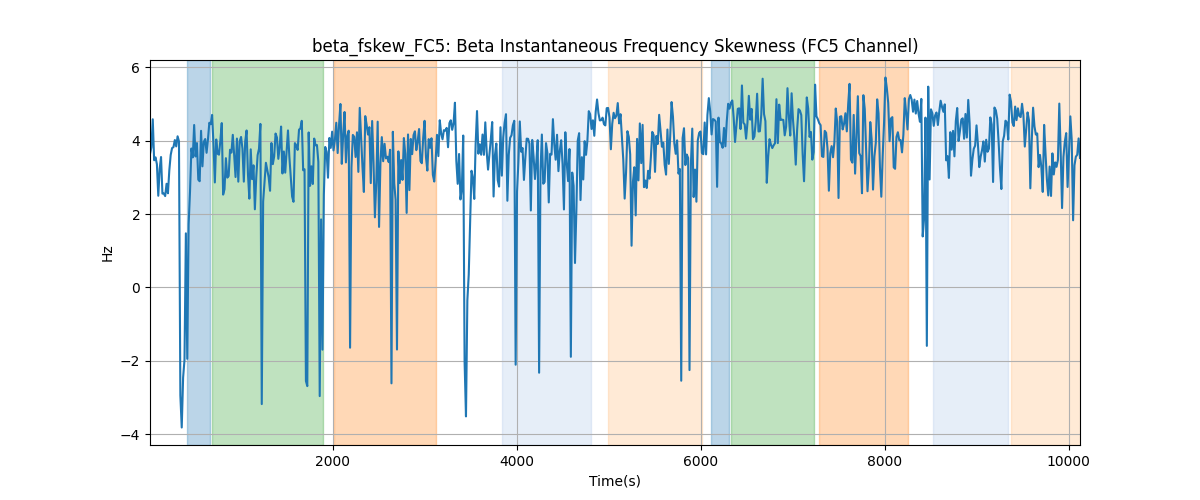 beta_fskew_FC5: Beta Instantaneous Frequency Skewness (FC5 Channel)
6
4
2
0
−2
−4
Hz
2000 4000 6000 8000 10000
Time(s)